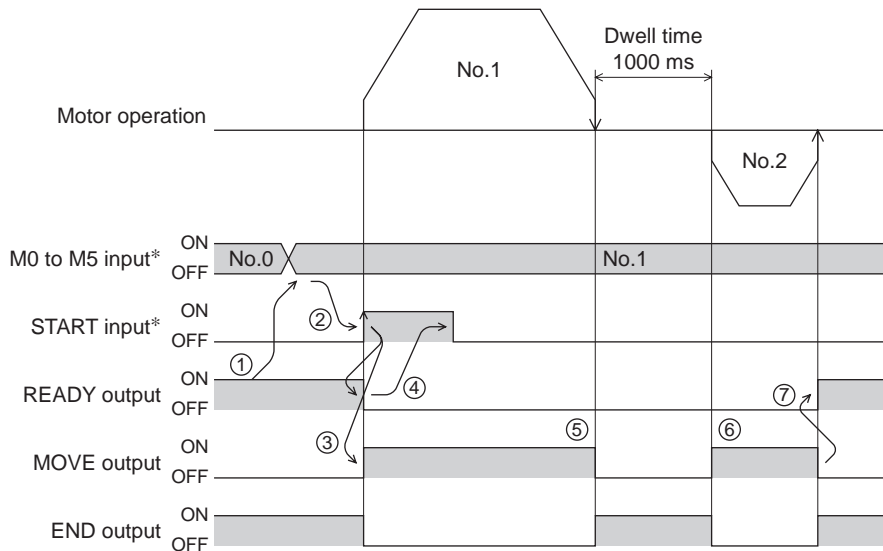 Dwell time
1000 ms
No.1
Motor operation
No.2
M0 to M5 input*
ON
OFF
No.0
No.1
START input*
ON
OFF
②
①
READY output
ON
OFF
④
⑦
③
⑤
⑥
MOVE output
ON
OFF
END output
ON
OFF